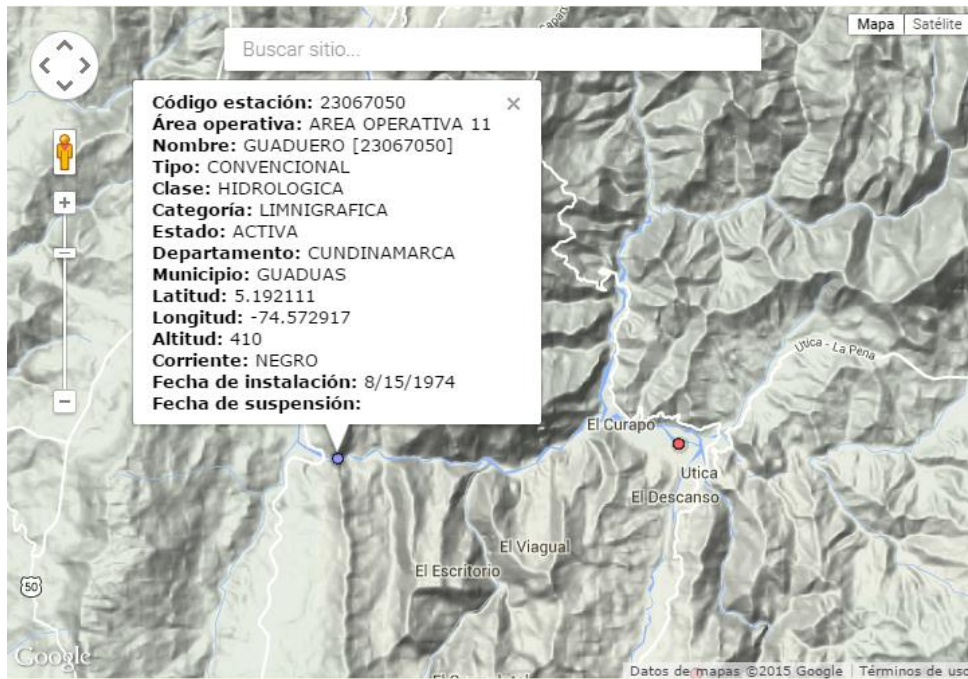 Mapa
Satélite
Buscar sitio...
Código estación: 23067050
Área operativa: AREA OPERATIVA 11
Nombre: GUADUERO [23067050]
Tipo: CONVENCIONAL
Clase: HIDROLOGICA
Categoría: LIMNIGRAFICA
Estado: ACTIVA
Departamento: CUNDINAMARCA
Municipio: GUADUAS
Latitud: 5.192111
Longitud: -74.572917
Altitud: 410
Corriente: NEGRO
Fecha de instalación: 8/15/1974
Fecha de suspensión:
Utica - La Pena
El Curapo
Utica
El Descanso
El Viagual
El Escritorio
50
Google
Datos de mapas ©2015 Google
Términos de uso